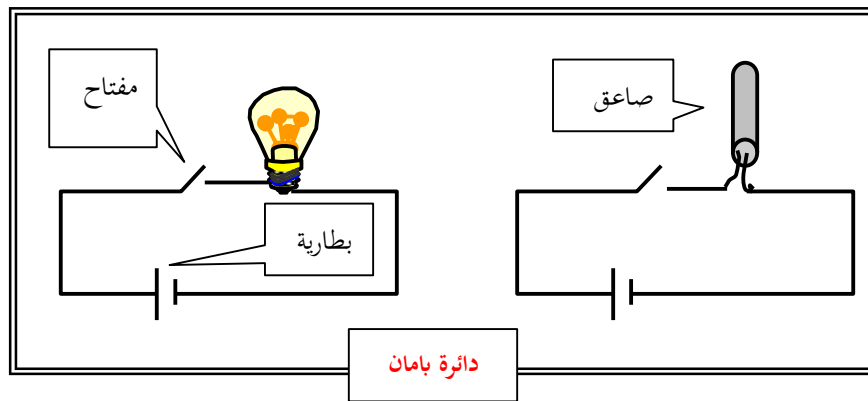 صاعق
مفتاح
بطارية
دائرة بامان